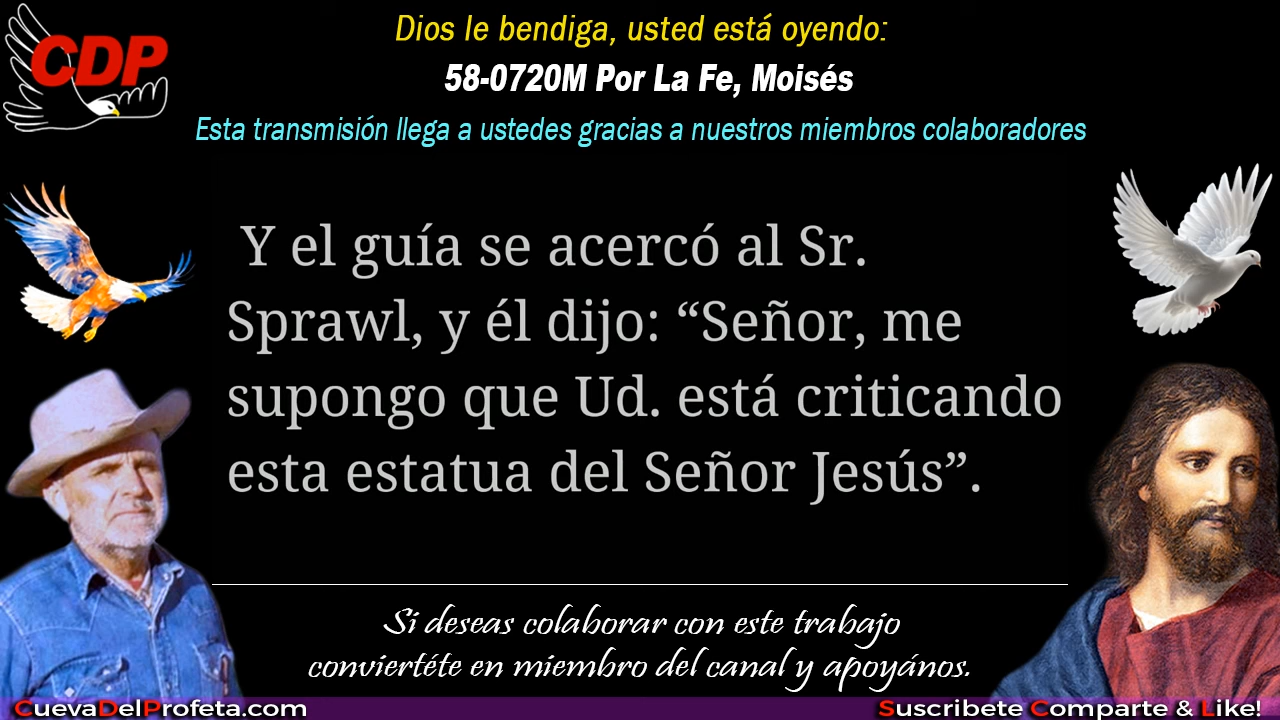 CDP
Dios le bendiga, usted está oyendo:
58-0720M Por La Fe, Moisés
Esta transmisión llega a ustedes gracias a nuestros miembros colaboradores
Y el guía se acercó al Sr.
Sprawl, y él dijo: “Señor, me
supongo que Ud. está criticando
esta estatua del Señor Jesús”.
Si deseas colaborar con este trabajo
conviertéte en miembro del canal y apoyános.
CuevaDelProfeta.com
Suscribete Comparte & Like!